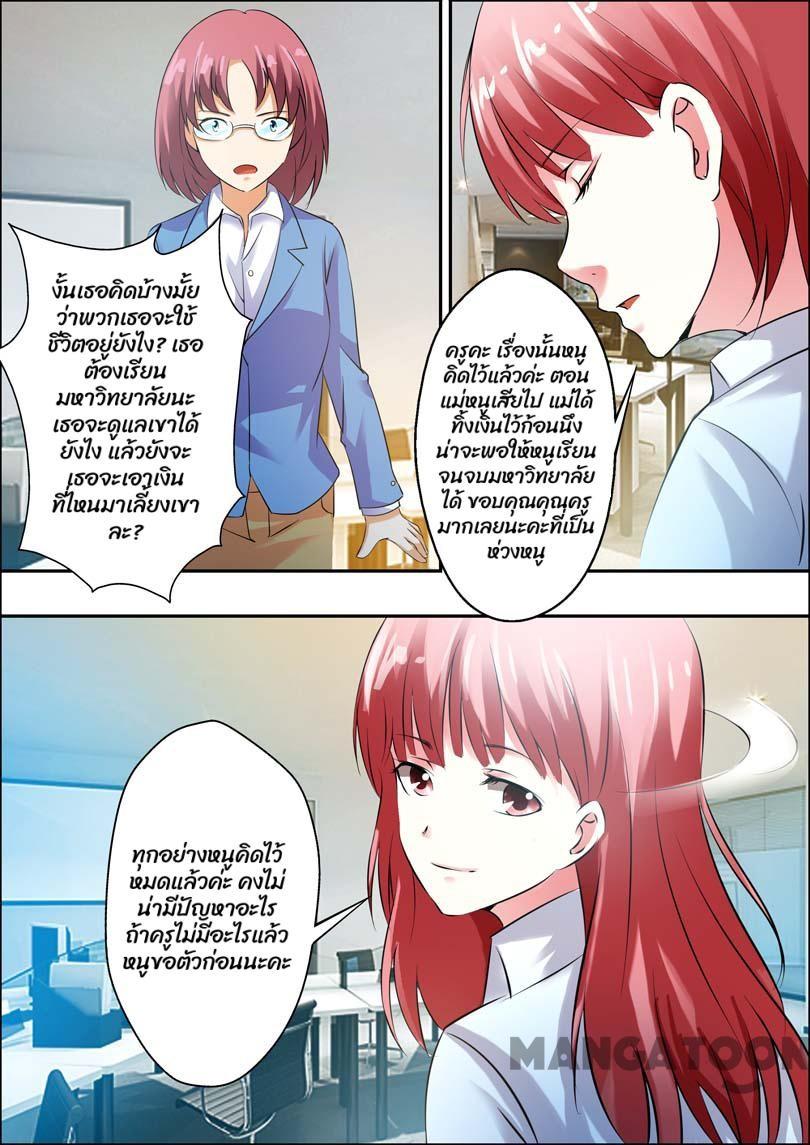 งั้นเธอคิดบ้างมั้ย
ว่าพวกเธอจะใช้
ชีวิตอยู่ยังไง? เธอ
ต้องเรียน
มหาวิทยาลัยนะ
เธอจะดูแลเขาได้
ยังไง แล้วยังจะ
เธอจะเอาเงิน
ที่ไหนมาเลี้ยงเขา
ละ?
ครูคะ เรื่องนั้นหนู
คิดไว้แล้วค่ะ ตอน
แม่หนูเสียไป แม่ได้
ทิ้งเงินไว้ก้อนนึง
น่าจะพอให้หนูเรียน
จนจบมหาวิทยาลัย
ได้ ขอบคุณคุณครู
มากเลยนะคะที่เป็น
ห่วงหนู
ทุกอย่างหนูคิดไว้
หมดแล้วค่ะ คงไม่
น่ามีปัญหาอะไร
ถ้าครูไม่มีอะไรแล้ว
หนูขอตัวก่อนนะคะ
MANGATOON